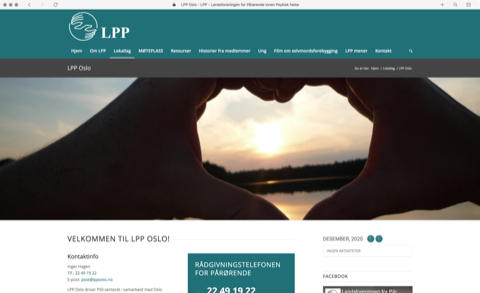 LPP Oslo - LPP - Landsforeningen for Pårørende innen Psykisk helse
LPP
Hjem Om LPP Lokallag MØTEPLASS Ressurser Historier fra medlemmer Ung Film om selvmordsforebygging LPP mener Kontakt
LPP Oslo
Du er her: Hjem / Lokallag / LPP Oslo
VELKOMMEN TIL LPP OSLO!
Kontaktinfo
Inger Hagen
Tlf.: 22 49 19 22
E-post: post@lpposlo.no
LPP Oslo driver PIO-senteret i samarbeid med Oslo
RÅDGIVNINGSTELEFONEN
FOR PÅRØRENDE
22 49 19 22
DESEMBER, 2020
INGEN AKTIVITETER
FACEBOOK
Landsforeningen for Pår